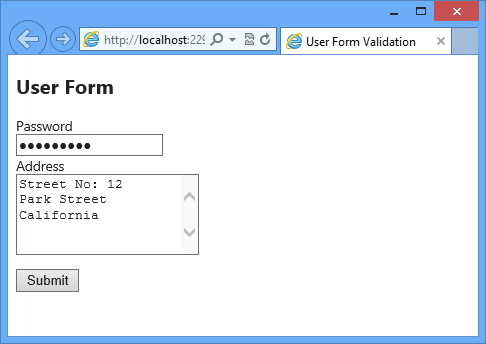 http://localhost:229
User Form Validation
User Form
Password
●●●●●●●●●
Address
Street No: 12
Park Street
California
Submit